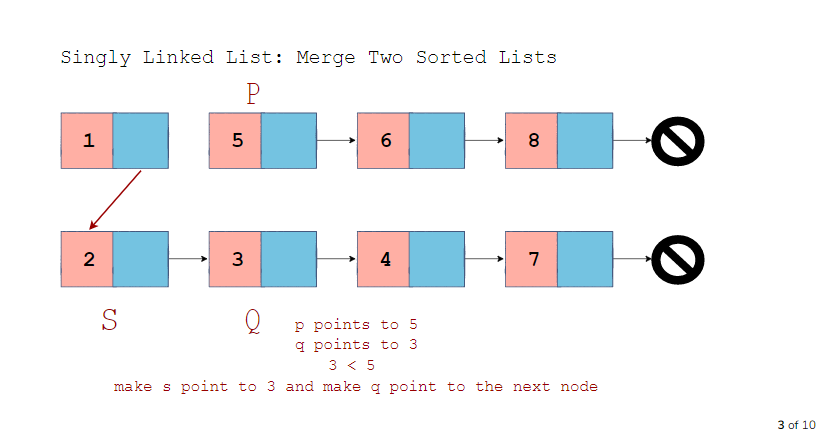 Singly Linked List: Merge Two Sorted Lists
P
1 5 6 8
2 3 4 7
S Q
p points to 5
q points to 3
3 < 5
make s point to 3 and make q point to the next node
3 of 10